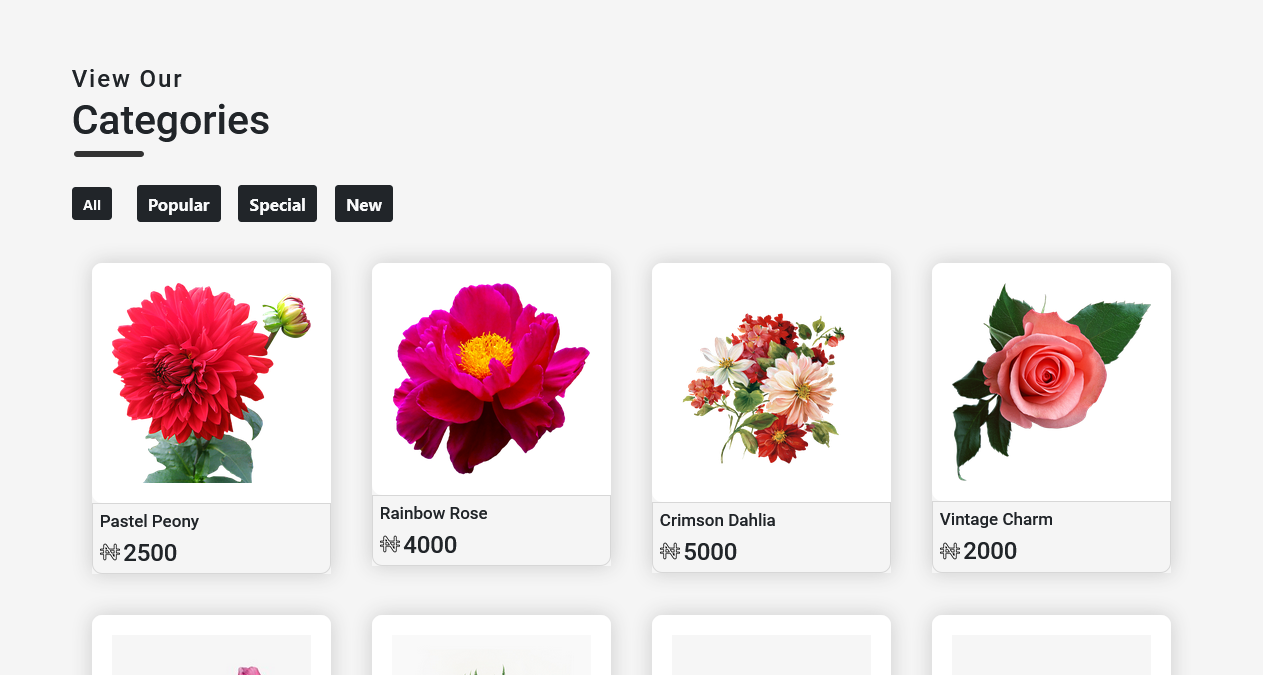 View Our
Categories
All Popular Special New
Pastel Peony
₦2500
Rainbow Rose
₦4000
Crimson Dahlia
₦5000
Vintage Charm
₦2000